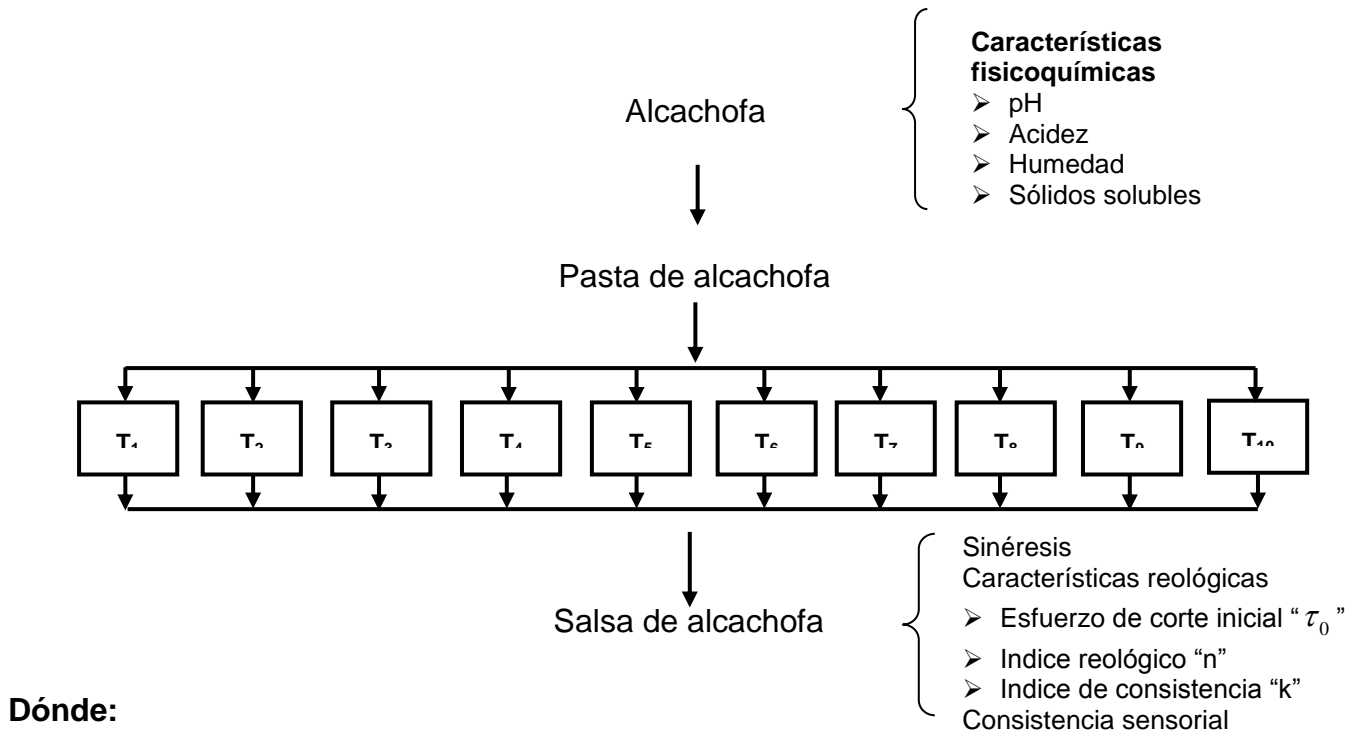 Características
fisicoquímicas
➢ pH
➢ Acidez
➢ Humedad
➢ Sólidos solubles
Alcachofa
Pasta de alcachofa
T₁ T₂ T₃ T₄ T₅ T₆ T₇ T₈ T₉ T₁₀
Sinéresis
Características reológicas
➢ Esfuerzo de corte inicial “ τ₀ ”
➢ Indice reológico “n”
➢ Indice de consistencia “k”
Consistencia sensorial
Salsa de alcachofa
Dónde: